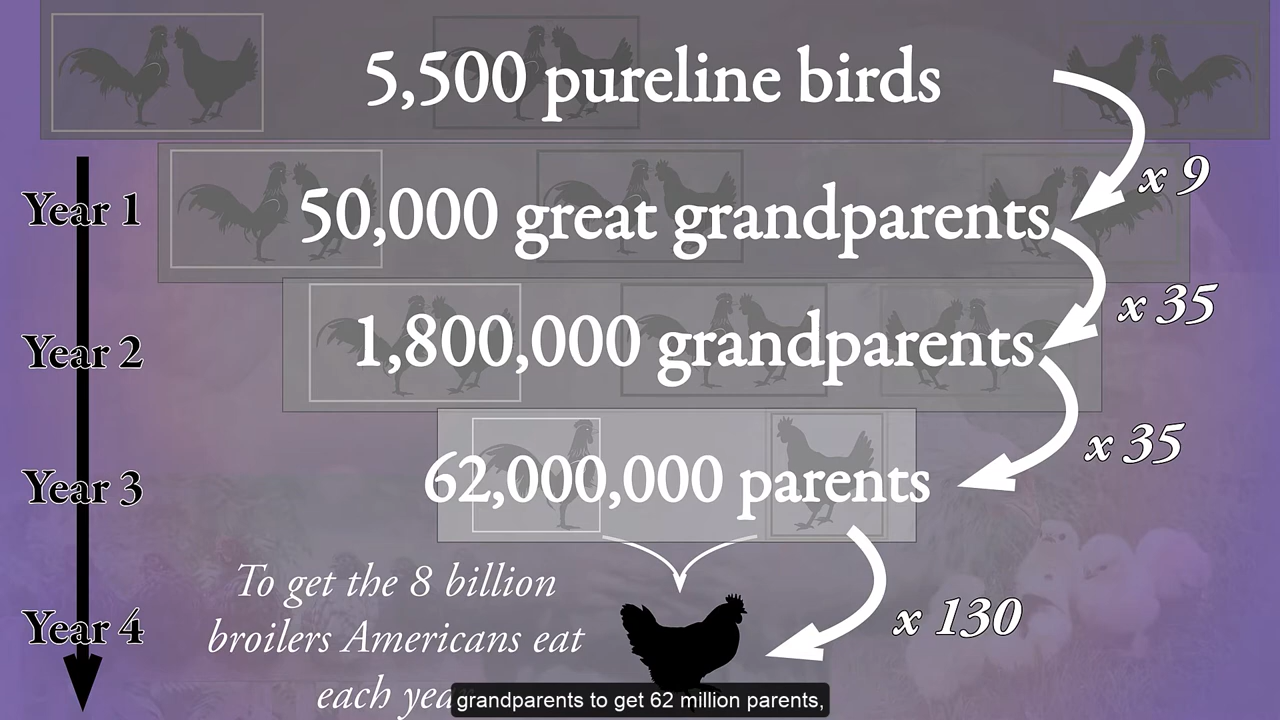 5,500 pureline birds
x 9
Year 1
50,000 great grandparents
x 35
Year 2
1,800,000 grandparents
x 35
Year 3
62,000,000 parents
x 130
Year 4
To get the 8 billion
broilers Americans eat
each yea
grandparents to get 62 million parents,